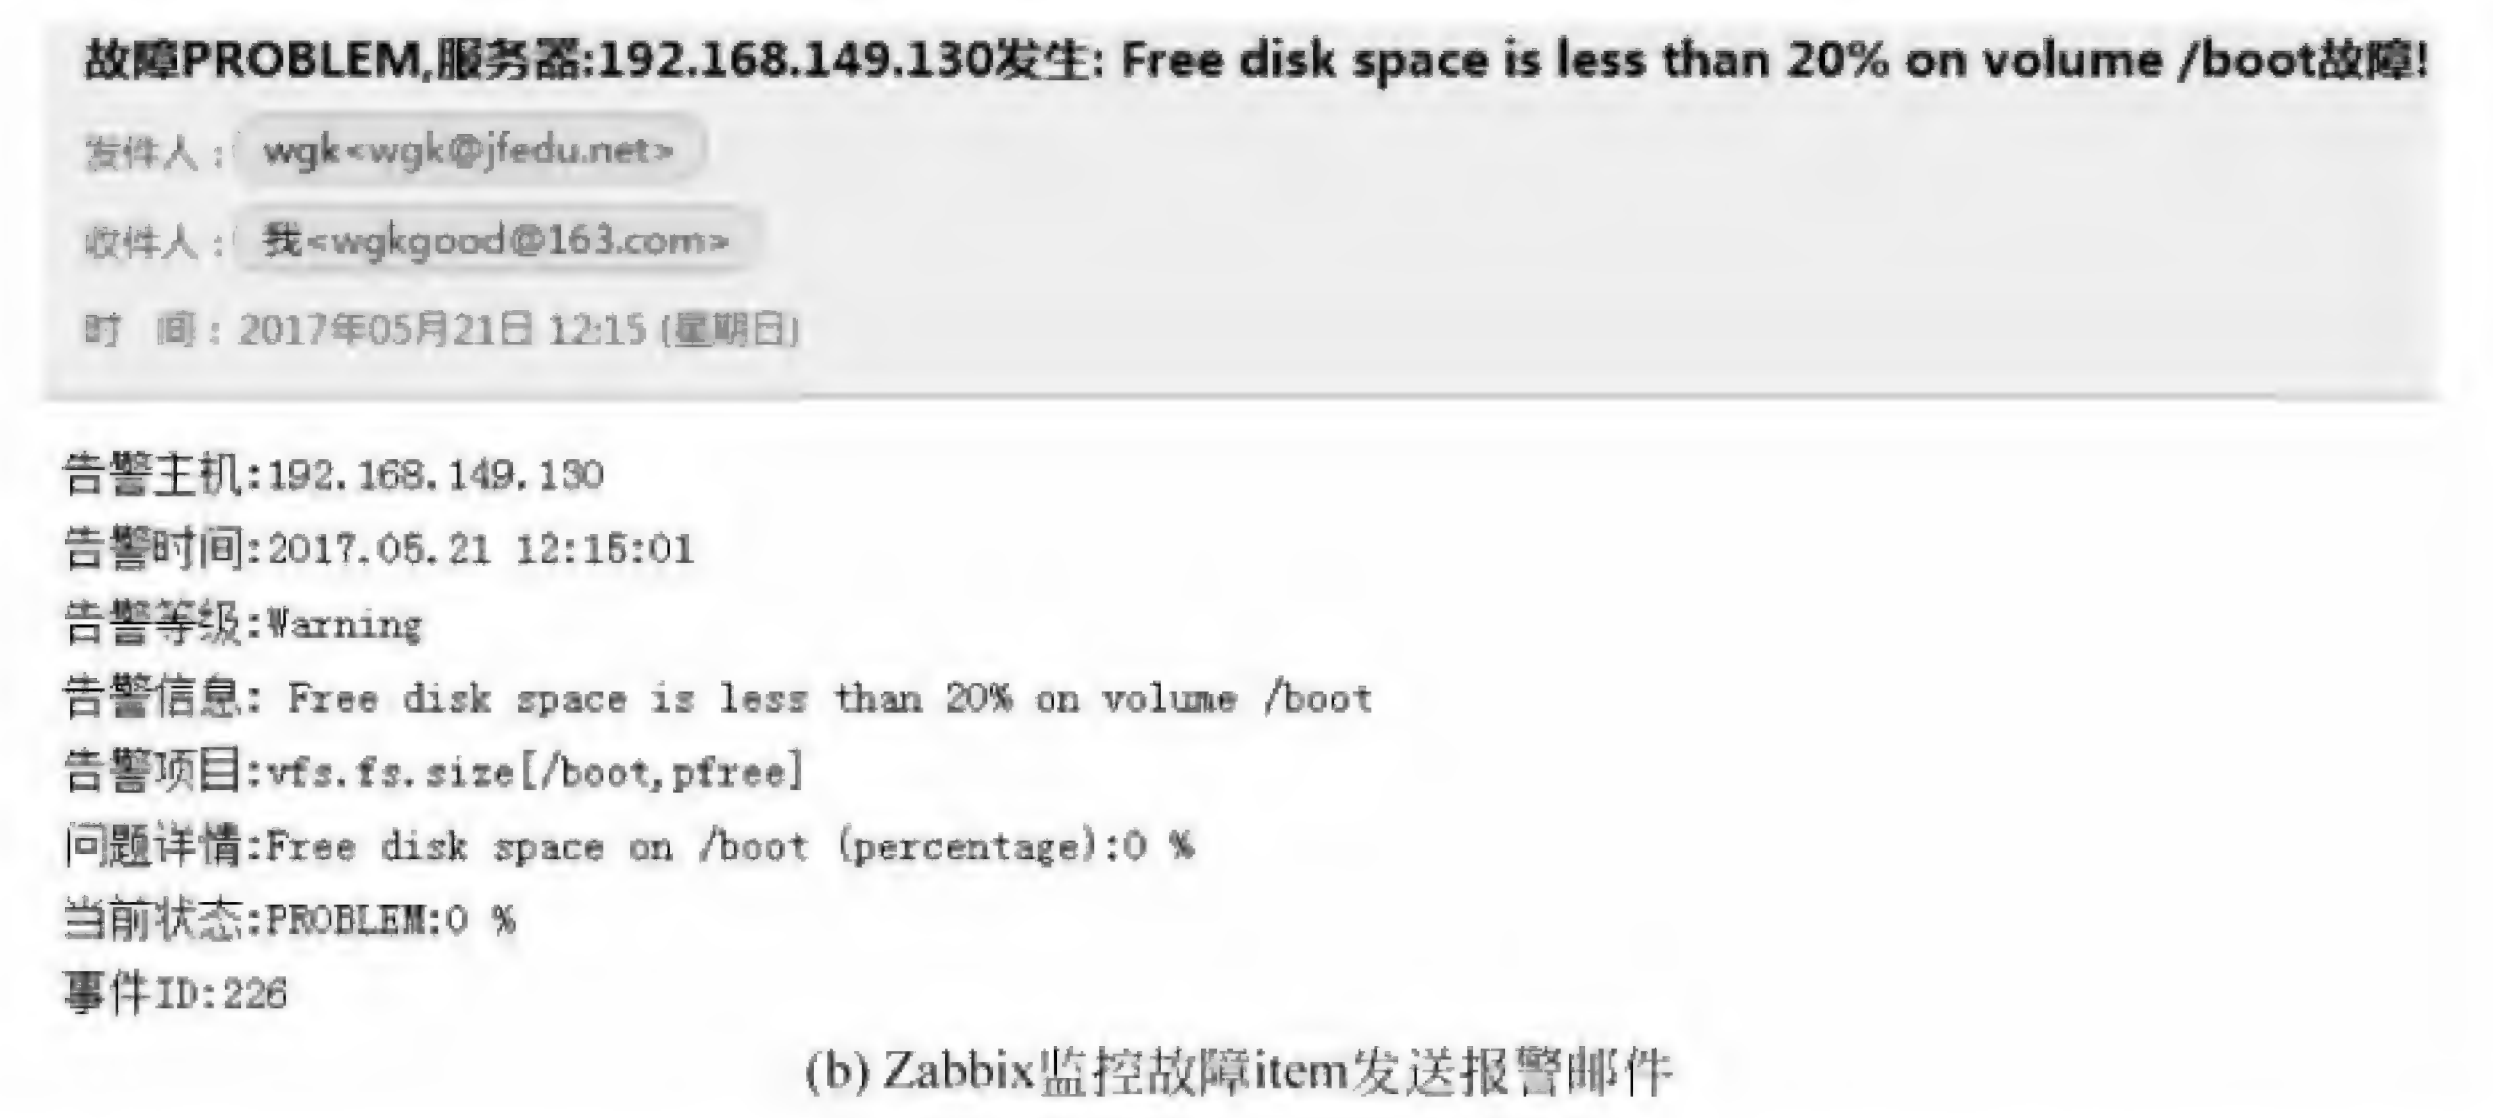 故障PROBLEM,服务器:192.168.149.130发生: Free disk space is less than 20% on volume /boot故障!
发件人： wgk<wgk@jfedu.net>
收件人： 我<wgkgood@163.com>
时 间：2017年05月21日 12:15 (星期日)
告警主机:192.168.149.130
告警时间:2017.05.21 12:15:01
告警等级:Warning
告警信息: Free disk space is less than 20% on volume /boot
告警项目:vfs.fs.size[/boot,pfree]
问题详情:Free disk space on /boot (percentage):0 %
当前状态:PROBLEM:0 %
事件ID:226
(b) Zabbix监控故障item发送报警邮件